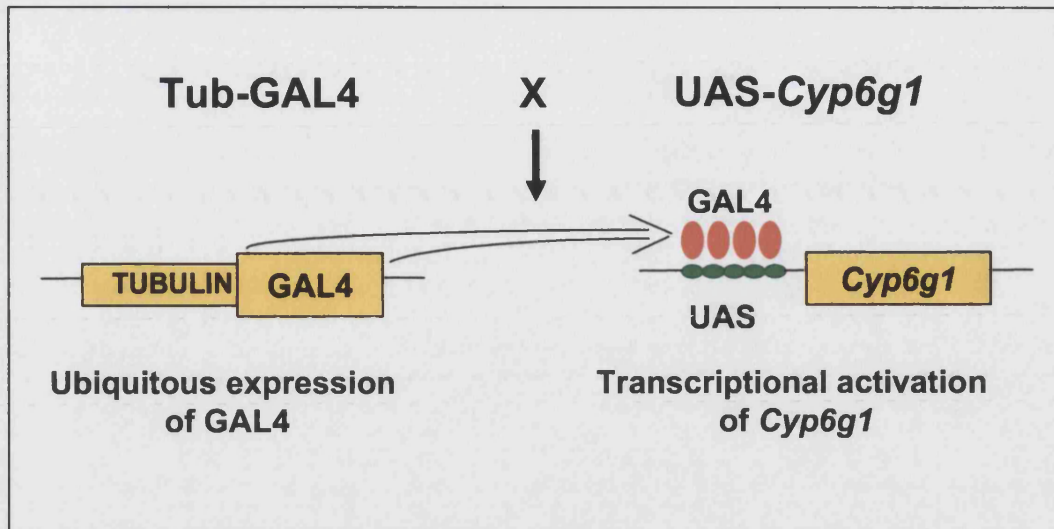 Tub-GAL4 X UAS-Cyp6g1
GAL4
TUBULIN GAL4 Cyp6g1
UAS
Ubiquitous expression
of GAL4
Transcriptional activation
of Cyp6g1